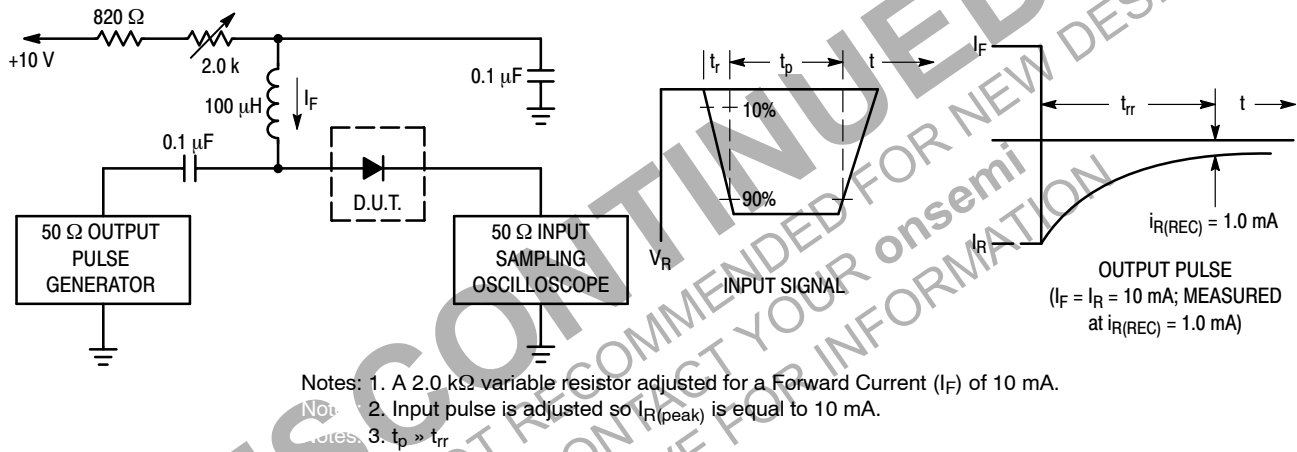 820 Ω
+10 V
2.0 k
100 μH
I_F
0.1 μF
0.1 μF
D.U.T.
50 Ω OUTPUT
PULSE
GENERATOR
50 Ω INPUT
SAMPLING
OSCILLOSCOPE
t_r
t_p
t
10%
90%
V_R
INPUT SIGNAL
I_F
t_rr
t
I_R
i_R(REC) = 1.0 mA
OUTPUT PULSE
(I_F = I_R = 10 mA; MEASURED
at i_R(REC) = 1.0 mA)
Notes: 1. A 2.0 kΩ variable resistor adjusted for a Forward Current (I_F) of 10 mA.
Notes: 2. Input pulse is adjusted so I_R(peak) is equal to 10 mA.
Notes: 3. t_p » t_rr
SCONTINUED
RECOMMENDED FOR NEW DESI
CONTACT YOUR onsemi
FOR INFORMATION